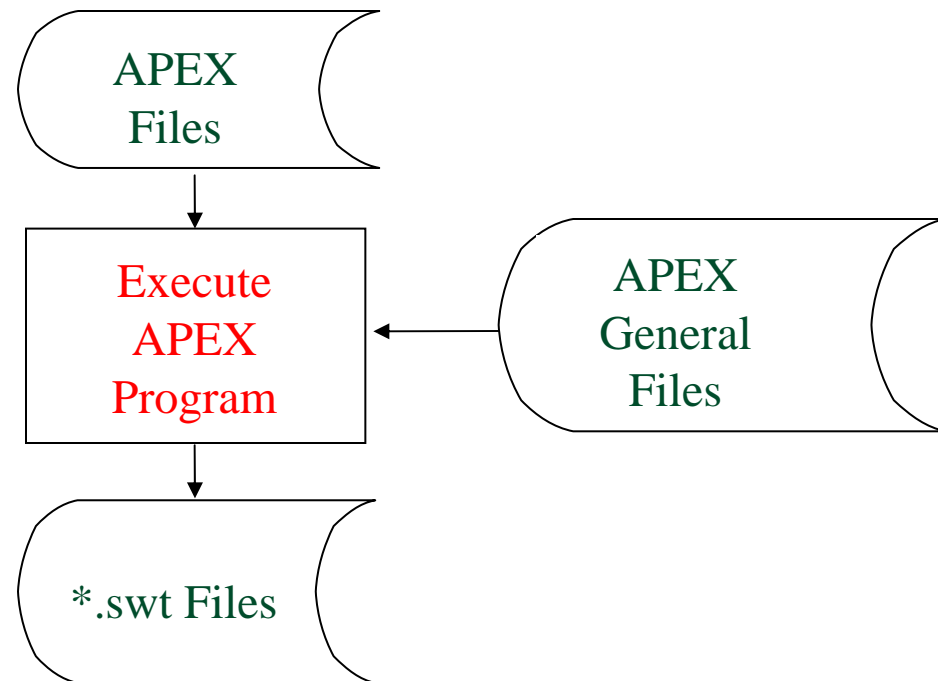 APEX
Files
Execute
APEX
Program
APEX
General
Files
*.swt Files